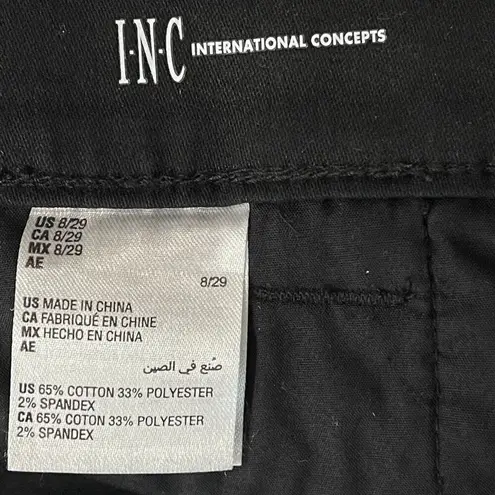 I·N·C INTERNATIONAL CONCEPTS
US 8/29
CA 8/29
MX 8/29
AE
8/29
US MADE IN CHINA
CA FABRIQUÉ EN CHINE
MX HECHO EN CHINA
AE
صُنع في الصين
US 65% COTTON 33% POLYESTER
2% SPANDEX
CA 65% COTON 33% POLYESTER
2% SPANDEX